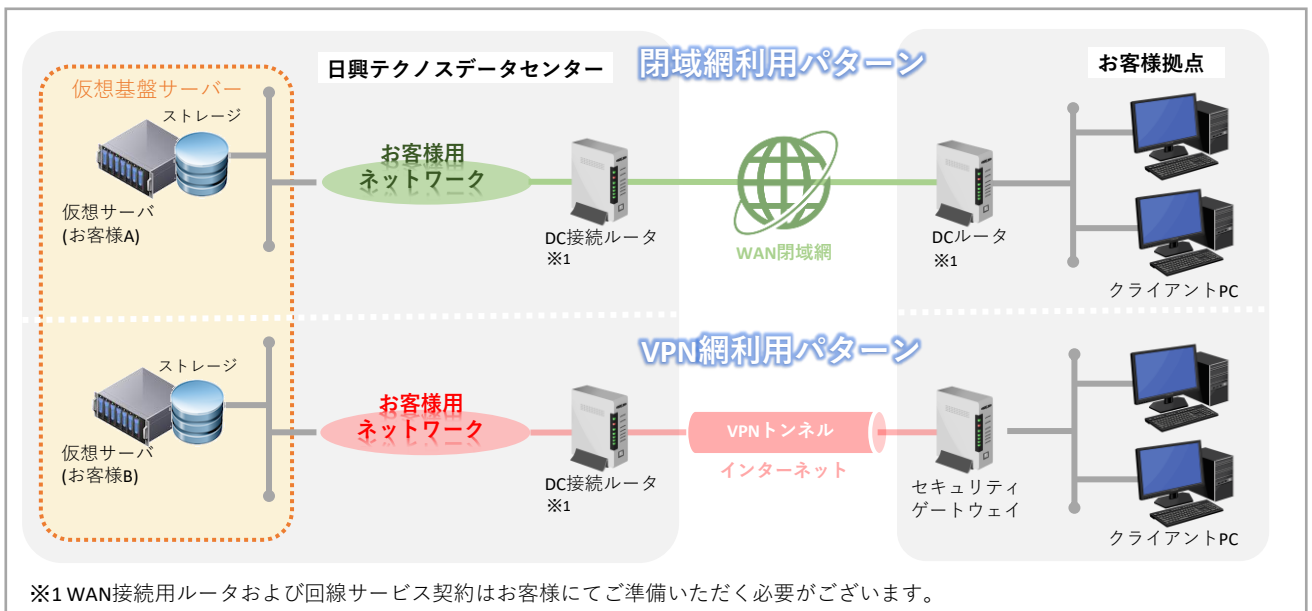 閉域網利用パターン
日興テクノスデータセンター
お客様拠点
仮想基盤サーバー
ストレージ
お客様用
ネットワーク
仮想サーバ
(お客様A)
DC接続ルータ
※1
WAN閉域網
DCルータ
※1
クライアントPC
VPN網利用パターン
ストレージ
お客様用
ネットワーク
VPNトンネル
インターネット
仮想サーバ
(お客様B)
DC接続ルータ
※1
セキュリティ
ゲートウェイ
クライアントPC
※1 WAN接続用ルータおよび回線サービス契約はお客様にてご準備いただく必要がございます。